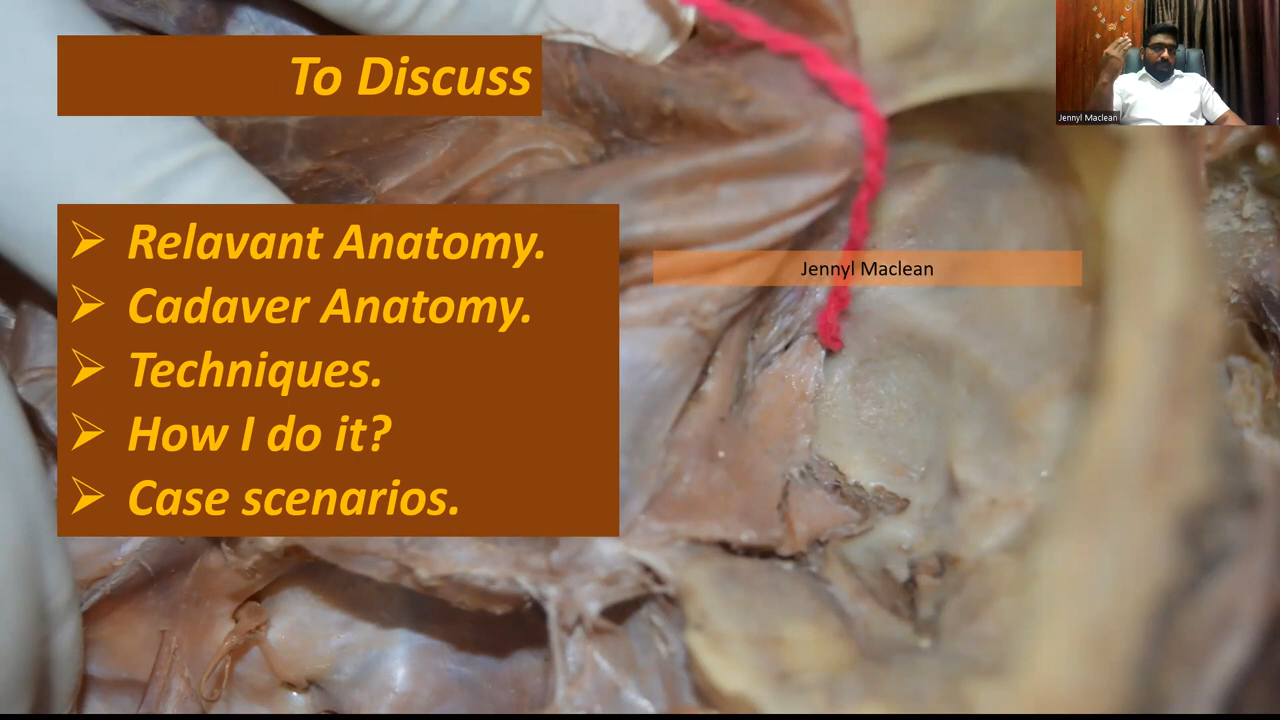 To Discuss
Relavant Anatomy.
Cadaver Anatomy.
Techniques.
How I do it?
Case scenarios.
Jennyl Maclean
Jennyl Maclean